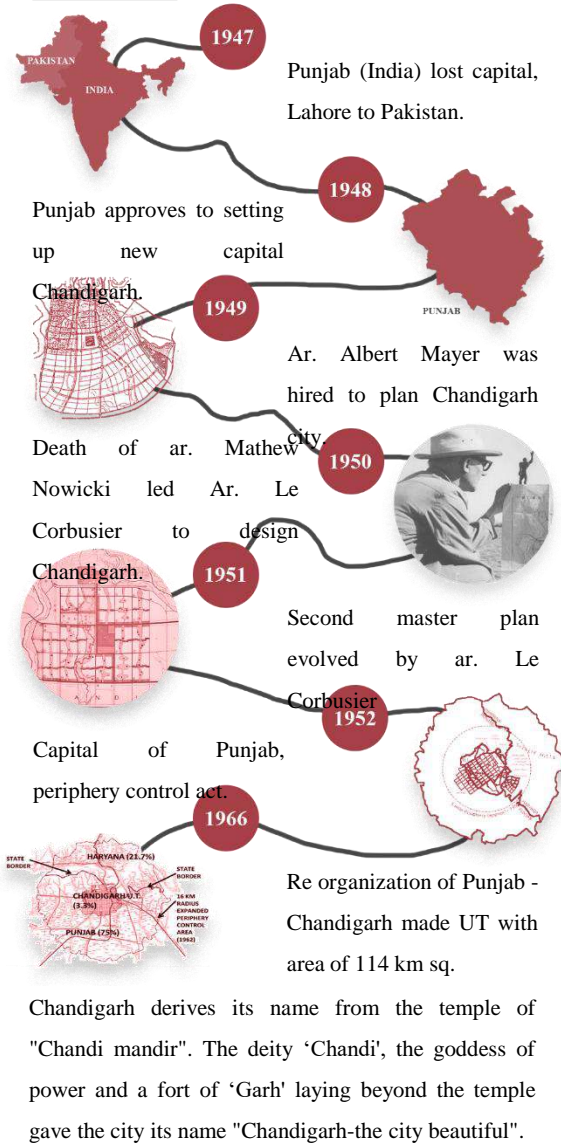 1947
PAKISTAN
INDIA
Punjab (India) lost capital,
Lahore to Pakistan.
1948
Punjab approves to setting
up new capital
Chandigarh.
PUNJAB
1949
Ar. Albert Mayer was
hired to plan Chandigarh
city.
1950
Death of ar. Mathew
Nowicki led Ar. Le
Corbusier to design
Chandigarh.
1951
Second master plan
evolved by ar. Le
Corbusier
1952
Capital of Punjab,
periphery control act.
1966
HARYANA (21.7%)
STATE
BORDER
STATE
BORDER
CHANDIGARH U.T.
(3.3%)
16 KM
RADIUS
EXPANDED
PERIPHERY
CONTROL
AREA
(1962)
PUNJAB (75%)
Re organization of Punjab -
Chandigarh made UT with
area of 114 km sq.
Chandigarh derives its name from the temple of
"Chandi mandir". The deity ‘Chandi', the goddess of
power and a fort of ‘Garh' laying beyond the temple
gave the city its name "Chandigarh-the city beautiful".